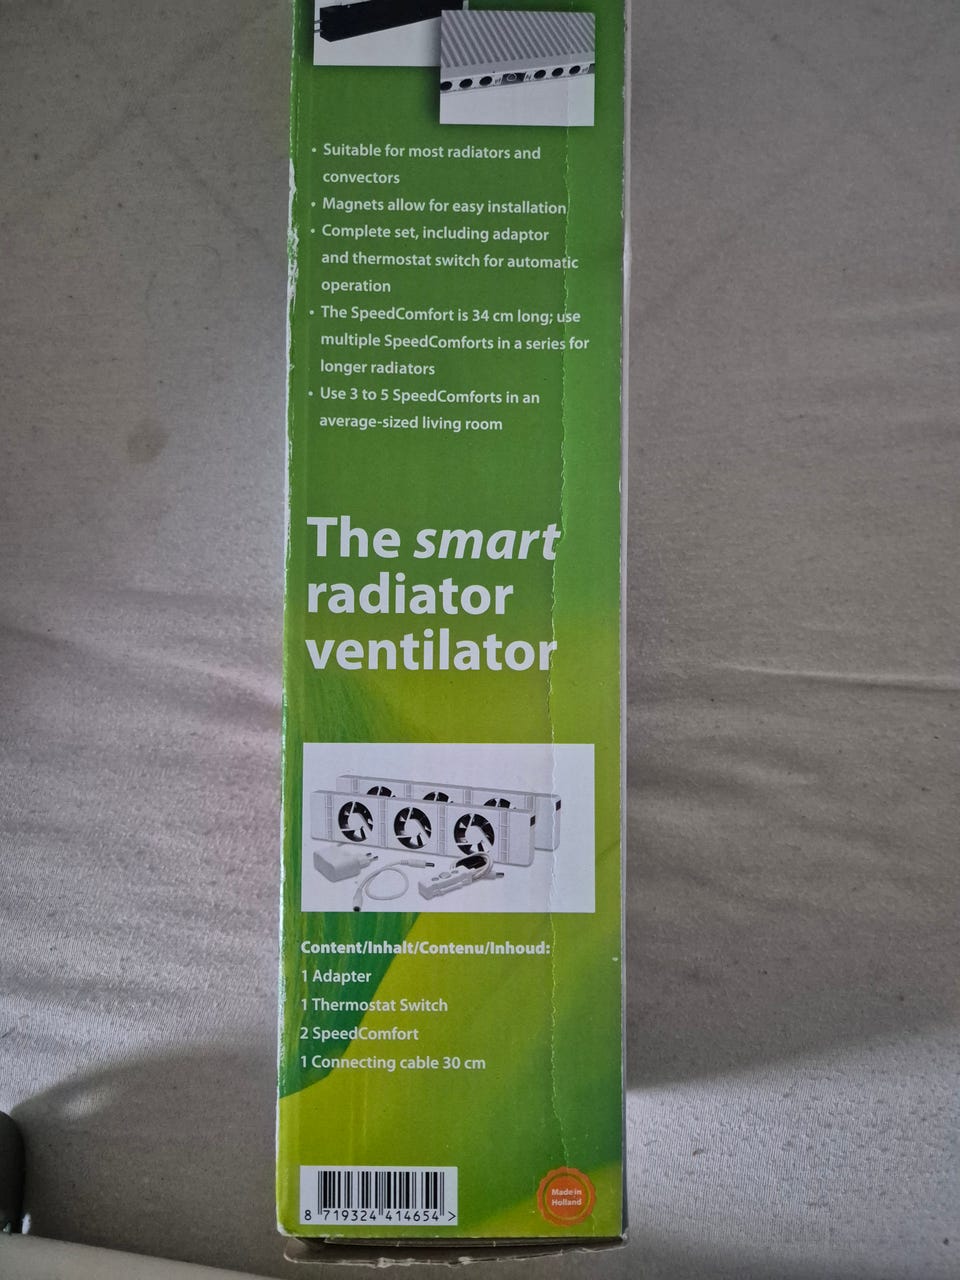 • Suitable for most radiators and
convectors
• Magnets allow for easy installation
• Complete set, including adaptor
and thermostat switch for automatic
operation
• The SpeedComfort is 34 cm long; use
multiple SpeedComforts in a series for
longer radiators
• Use 3 to 5 SpeedComforts in an
average-sized living room
The smart
radiator
ventilator
Content/Inhalt/Contenu/Inhoud:
1 Adapter
1 Thermostat Switch
2 SpeedComfort
1 Connecting cable 30 cm
8 719324 414654 >
Made in
Holland